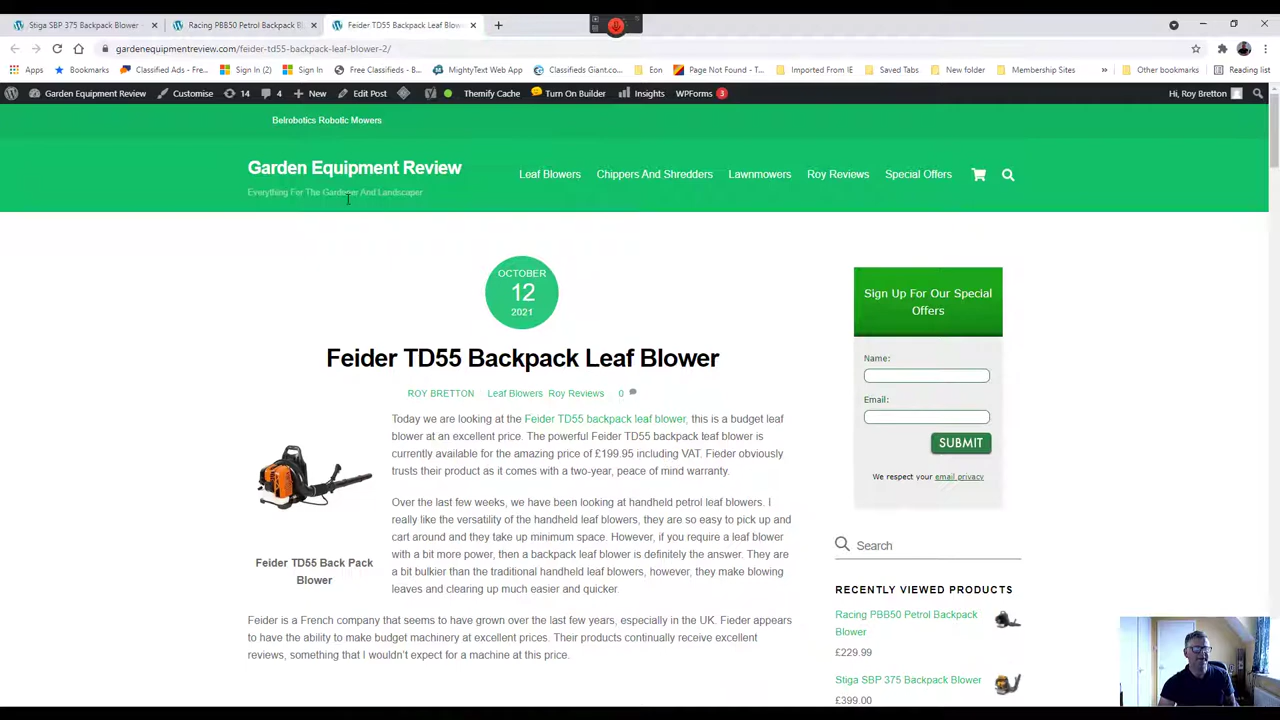 Stiga SBP 375 Backpack Blower -
Racing PBB50 Petrol Backpack Bl
Feider TD55 Backpack Leaf Blowe
gardenequipmentreview.com/feider-td55-backpack-leaf-blower-2/
Apps Bookmarks Classified Ads - Fre... Sign In (2) Sign In Free Classifieds - B... MightyText Web App Classifieds Giant.co... Eon Page Not Found - T... Imported From IE Saved Tabs New folder Membership Sites » Other bookmarks Reading list
Garden Equipment Review Customise 14 4 New Edit Post Themify Cache Turn On Builder Insights WPForms 3 Hi, Roy Bretton
Belrobotics Robotic Mowers
Garden Equipment Review
Everything For The Gardener And Landscaper
Leaf Blowers Chippers And Shredders Lawnmowers Roy Reviews Special Offers
OCTOBER
12
2021
Feider TD55 Backpack Leaf Blower
ROY BRETTON Leaf Blowers Roy Reviews 0
Today we are looking at the Feider TD55 backpack leaf blower, this is a budget leaf
blower at an excellent price. The powerful Feider TD55 backpack leaf blower is
currently available for the amazing price of £199.95 including VAT. Fieder obviously
trusts their product as it comes with a two-year, peace of mind warranty.
Over the last few weeks, we have been looking at handheld petrol leaf blowers. I
really like the versatility of the handheld leaf blowers, they are so easy to pick up and
cart around and they take up minimum space. However, if you require a leaf blower
with a bit more power, then a backpack leaf blower is definitely the answer. They are
a bit bulkier than the traditional handheld leaf blowers, however, they make blowing
leaves and clearing up much easier and quicker.
Feider TD55 Back Pack
Blower
Feider is a French company that seems to have grown over the last few years, especially in the UK. Fieder appears
to have the ability to make budget machinery at excellent prices. Their products continually receive excellent
reviews, something that I wouldn't expect for a machine at this price.
Sign Up For Our Special
Offers
Name:
Email:
SUBMIT
We respect your email privacy
Search
RECENTLY VIEWED PRODUCTS
Racing PBB50 Petrol Backpack
Blower
£229.99
Stiga SBP 375 Backpack Blower
£399.00